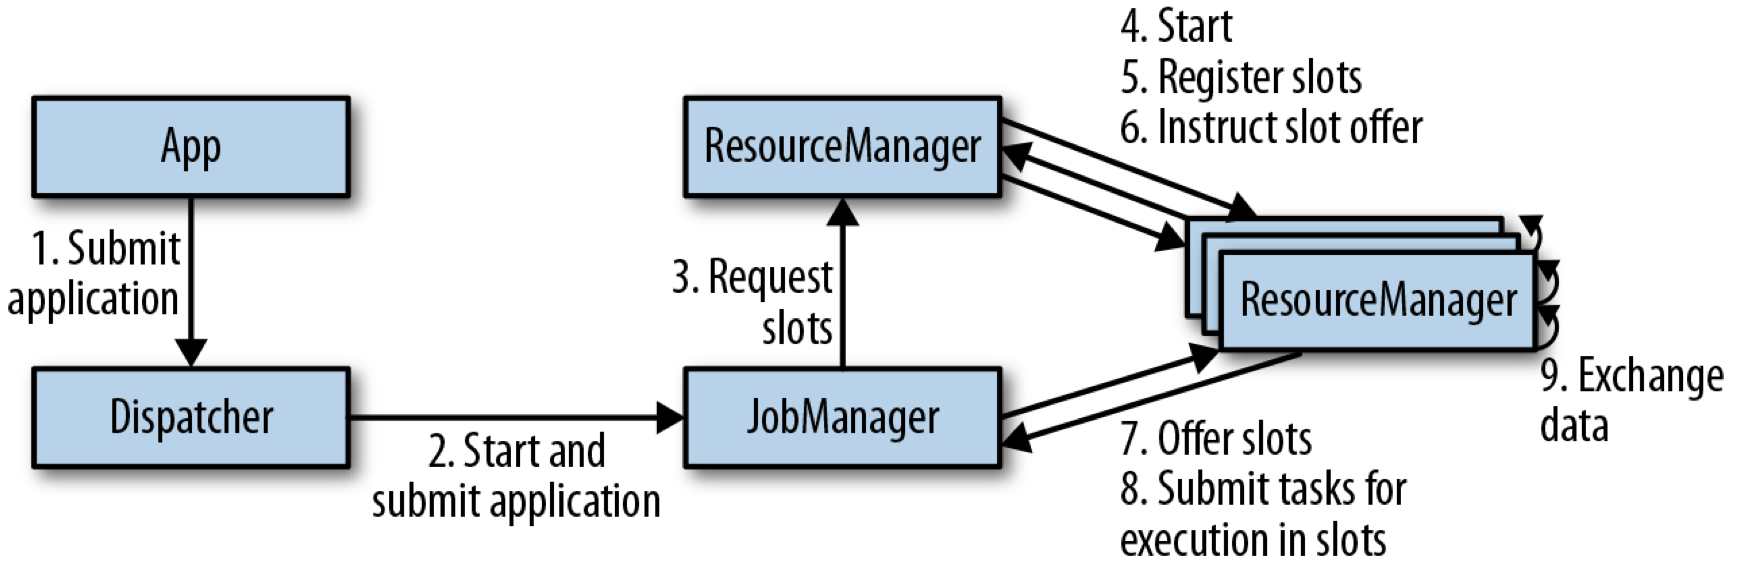 App
1. Submit
application
Dispatcher
2. Start and
submit application
ResourceManager
3. Request
slots
JobManager
4. Start
5. Register slots
6. Instruct slot offer
ResourceManager
7. Offer slots
8. Submit tasks for
execution in slots
9. Exchange
data